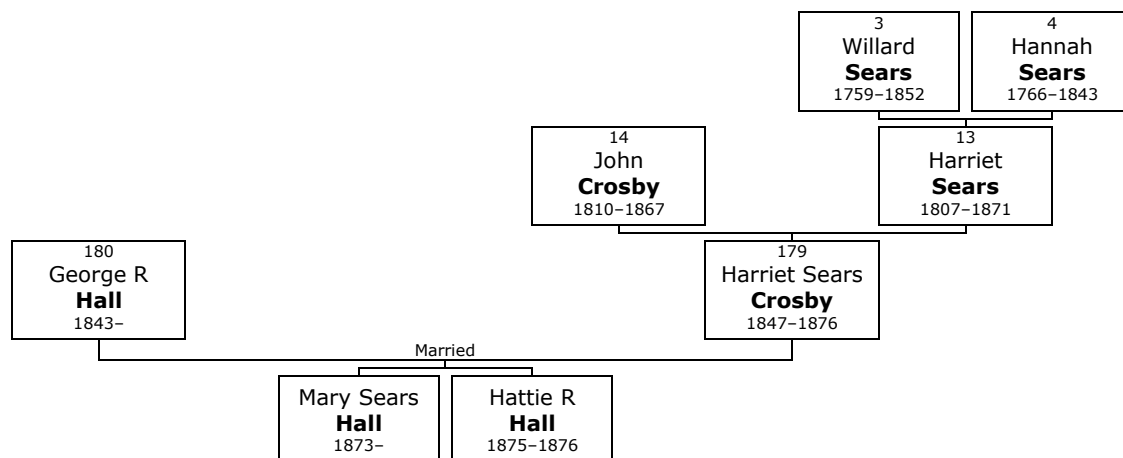 3
Willard
Sears
1759–1852
4
Hannah
Sears
1766–1843
14
John
Crosby
1810–1867
13
Harriet
Sears
1807–1871
180
George R
Hall
1843–
179
Harriet Sears
Crosby
1847–1876
Married
Mary Sears
Hall
1873–
Hattie R
Hall
1875–1876